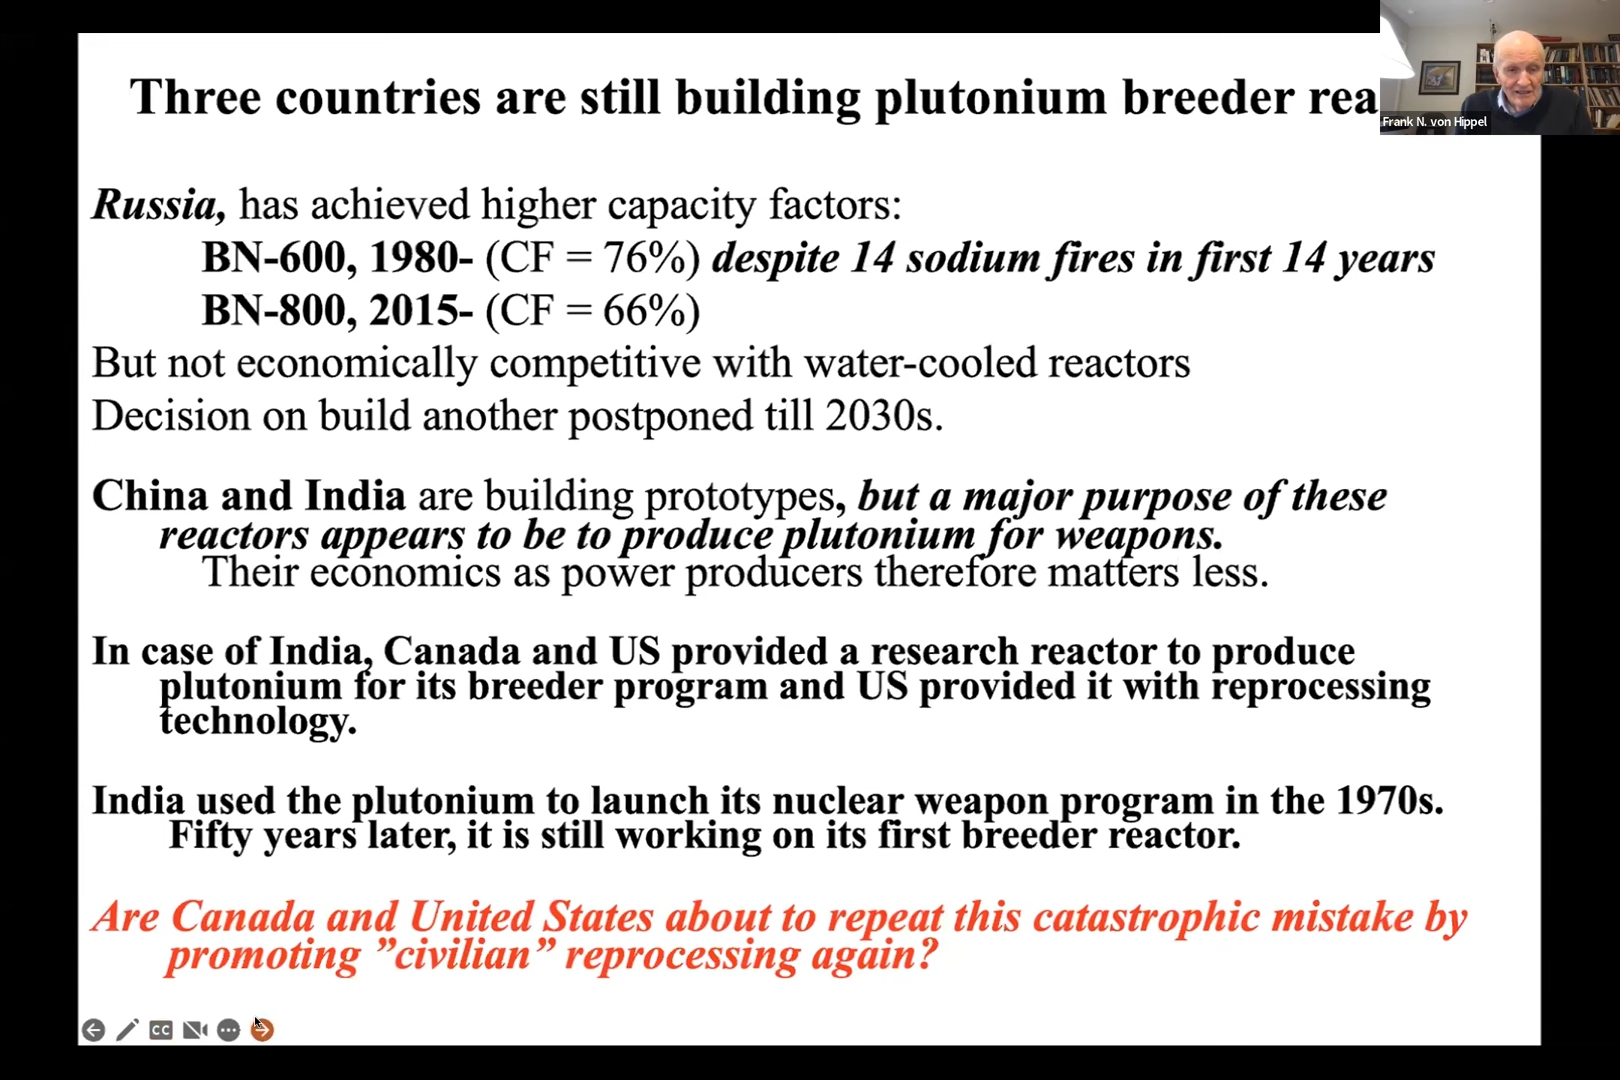 Three countries are still building plutonium breeder rea
Frank N. von Hippel
Russia, has achieved higher capacity factors:
BN-600, 1980- (CF = 76%) despite 14 sodium fires in first 14 years
BN-800, 2015- (CF = 66%)
But not economically competitive with water-cooled reactors
Decision on build another postponed till 2030s.
China and India are building prototypes, but a major purpose of these
reactors appears to be to produce plutonium for weapons.
Their economics as power producers therefore matters less.
In case of India, Canada and US provided a research reactor to produce
plutonium for its breeder program and US provided it with reprocessing
technology.
India used the plutonium to launch its nuclear weapon program in the 1970s.
Fifty years later, it is still working on its first breeder reactor.
Are Canada and United States about to repeat this catastrophic mistake by
promoting ”civilian” reprocessing again?
CC